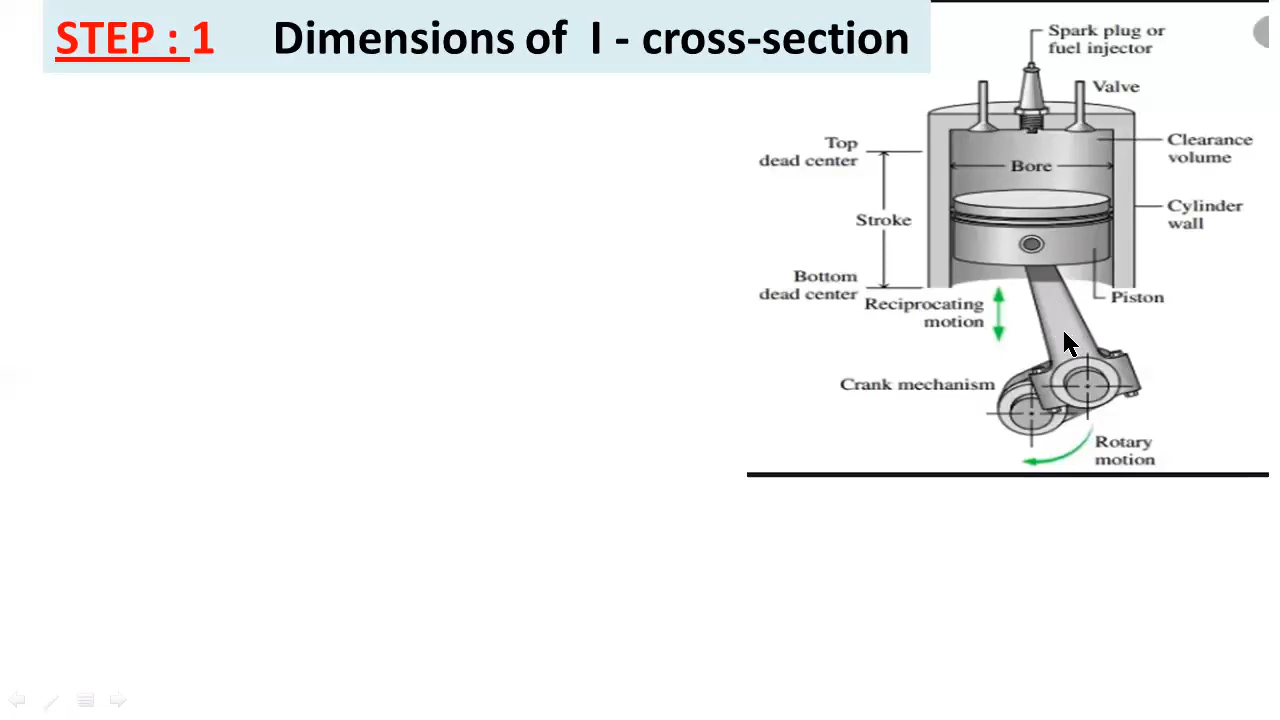 STEP : 1 Dimensions of I - cross-section
Spark plug or
fuel injector
Valve
Top
dead center
Clearance
volume
Bore
Stroke
Cylinder
wall
Bottom
dead center
Piston
Reciprocating
motion
Crank mechanism
Rotary
motion